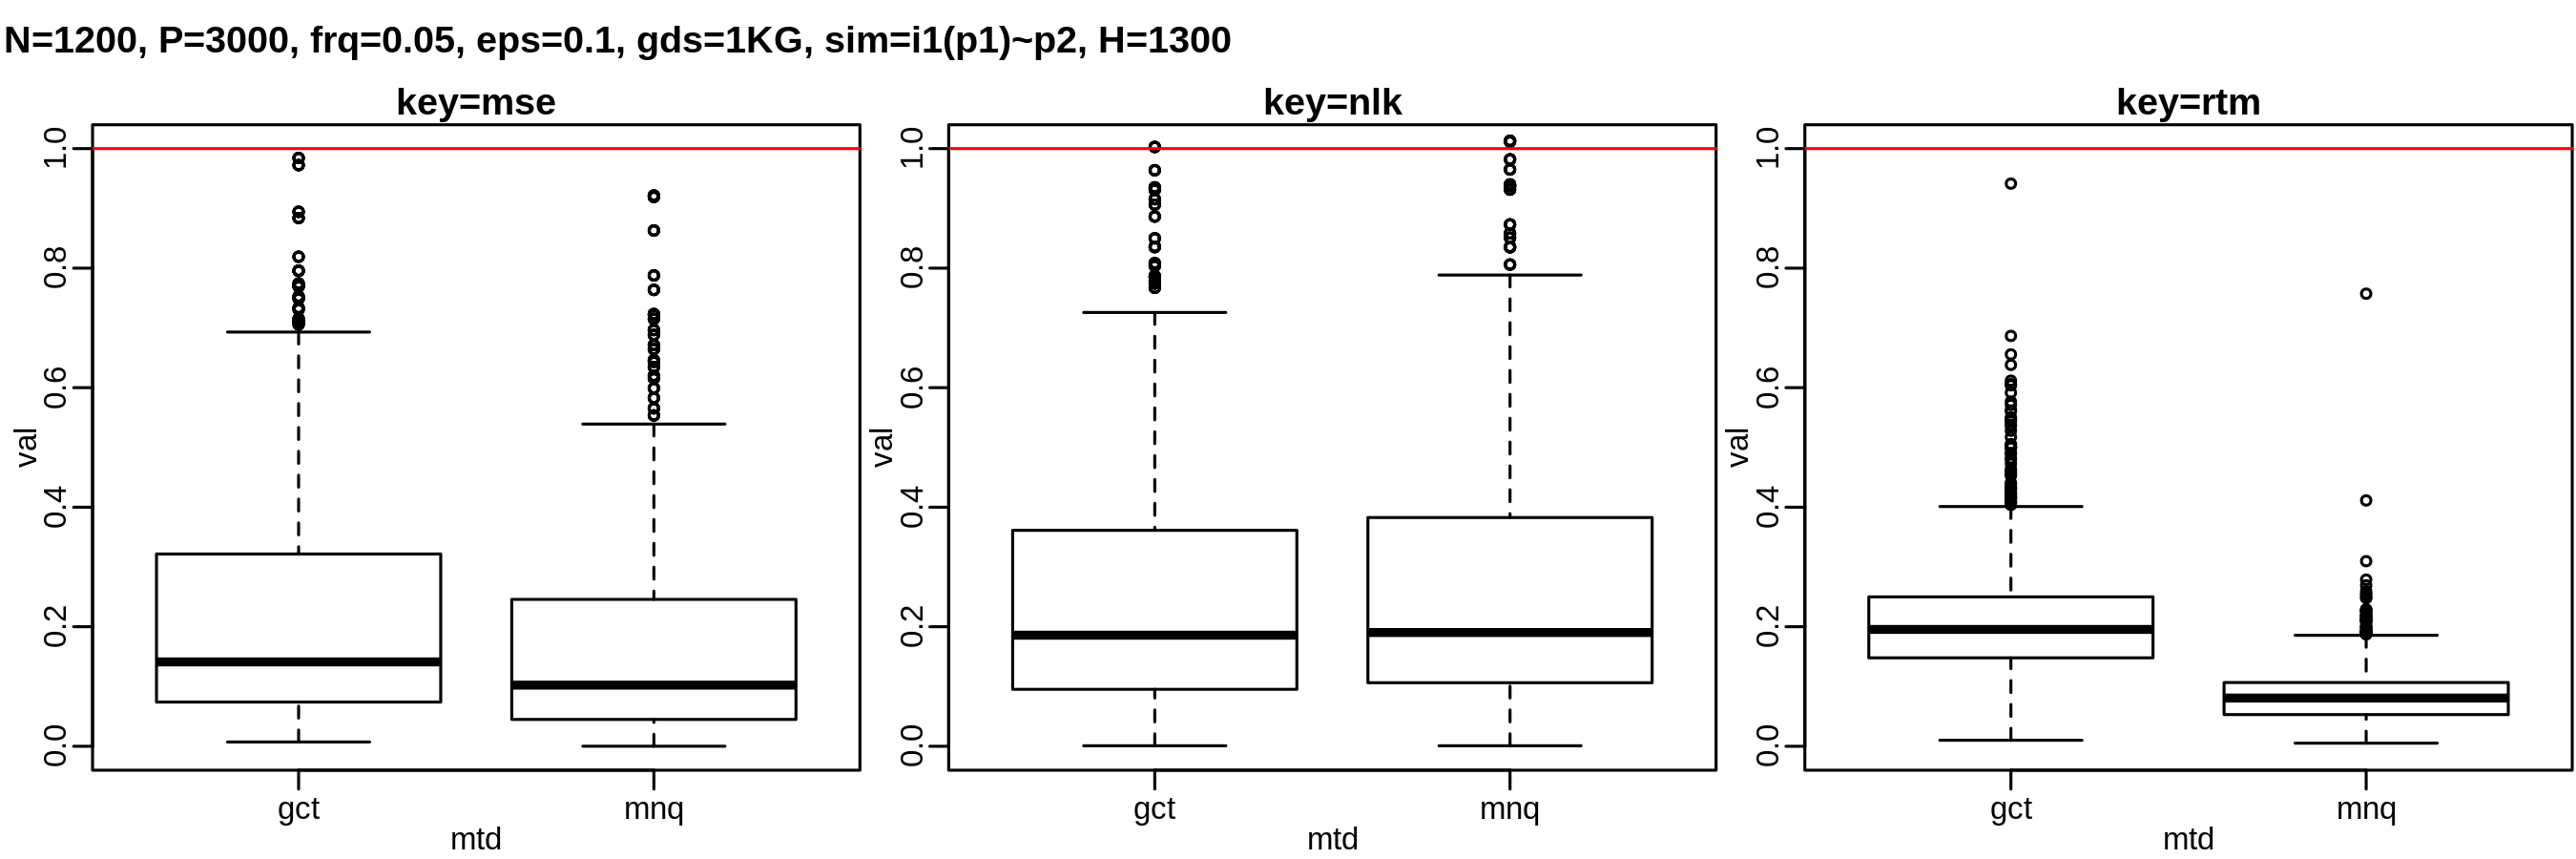 N=1200, P=3000, frq=0.05, eps=0.1, gds=1KG, sim=i1(p1)~p2, H=1300
key=mse
val
1.0
0.8
0.6
0.4
0.2
0.0
gct mnq
mtd
key=nlk
val
1.0
0.8
0.6
0.4
0.2
0.0
gct mnq
mtd
key=rtm
val
1.0
0.8
0.6
0.4
0.2
0.0
gct mnq
mtd